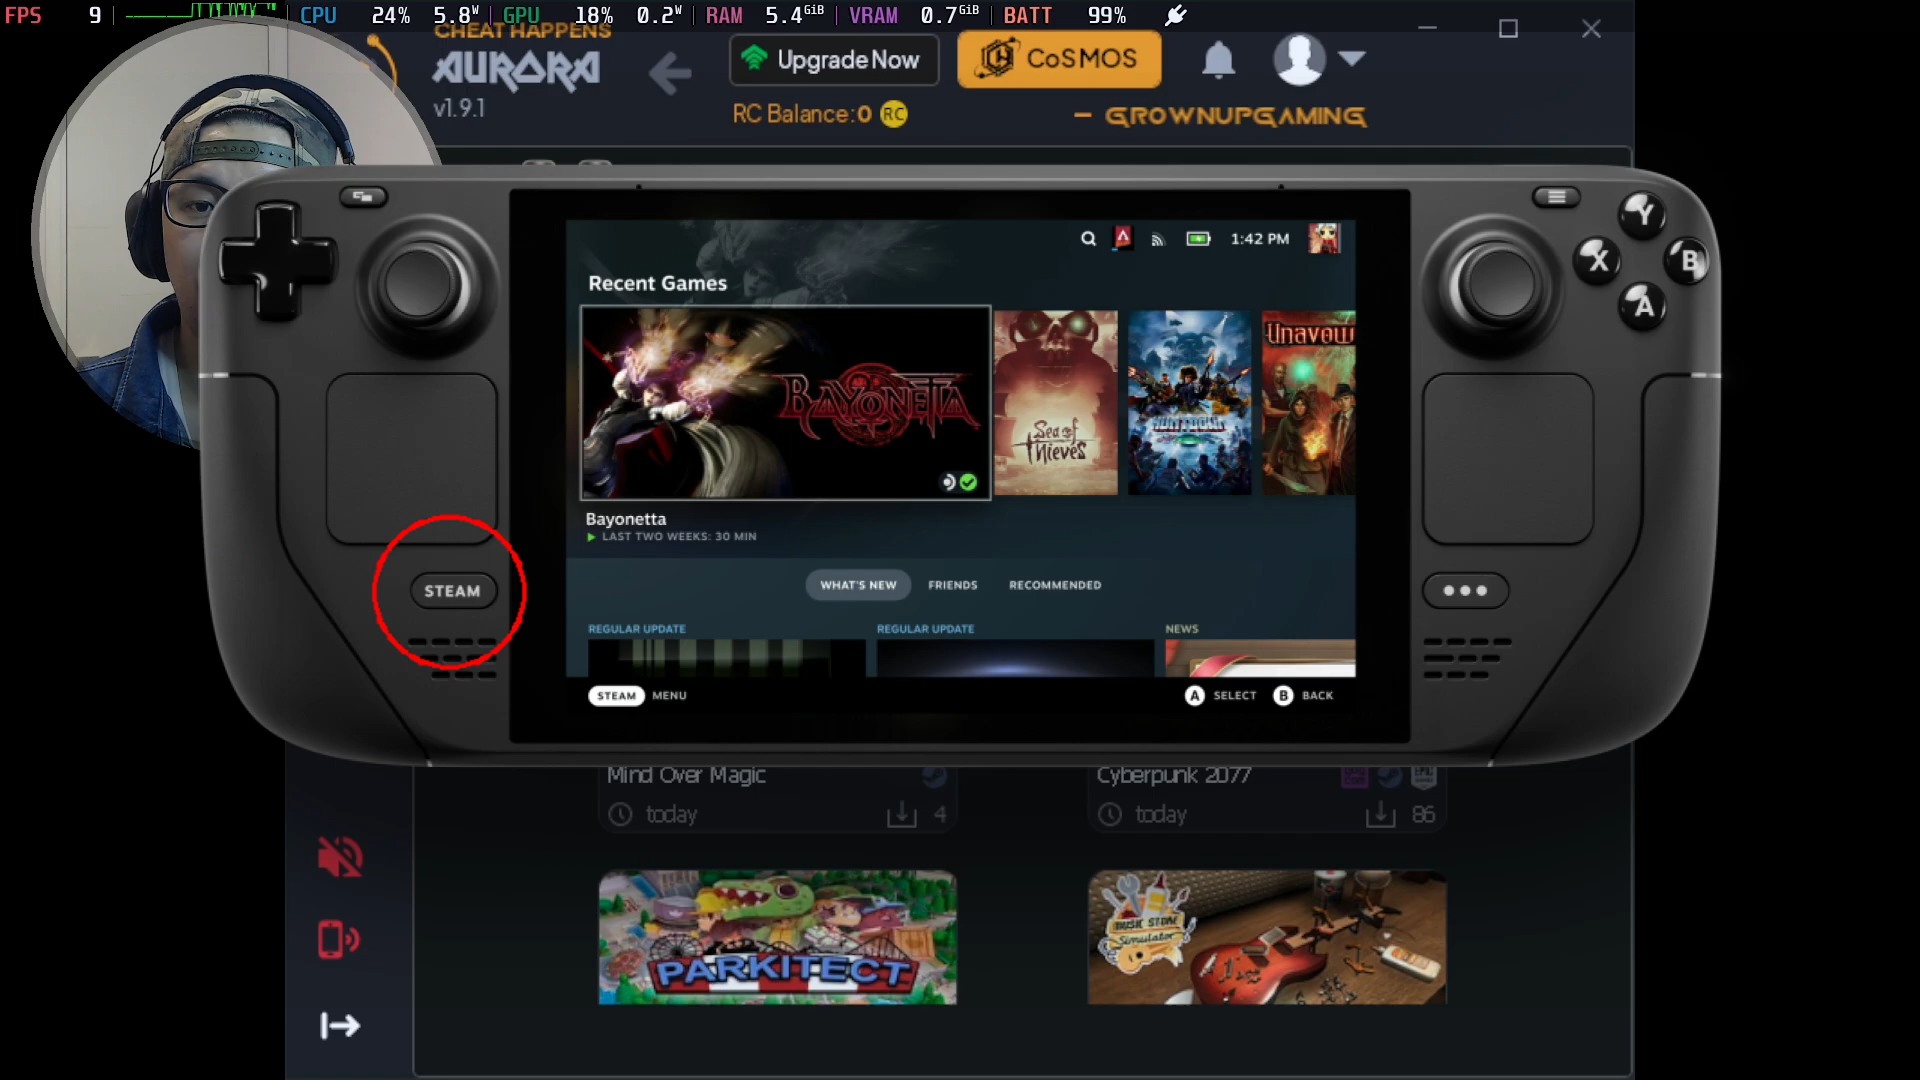 FPS 9 CPU 24% 5.8W GPU 18% 0.2W RAM 5.4GiB VRAM 0.7GiB BATT 99%
CHEAT HAPPENS
AURORA
v1.9.1
Upgrade Now
CoSMOS
RC Balance: 0 RC
– GROWNUPGAMING
Y
X
B
A
1:42 PM
Recent Games
BAYONETTA
Sea of Thieves
Unavow
Bayonetta
LAST TWO WEEKS: 30 MIN
STEAM
WHAT'S NEW
FRIENDS
RECOMMENDED
REGULAR UPDATE
REGULAR UPDATE
NEWS
STEAM MENU
A SELECT B BACK
Mind Over Magic
Cyberpunk 2077
today 4
today 86
PARKITECT
MUSIC STORE
Simulator